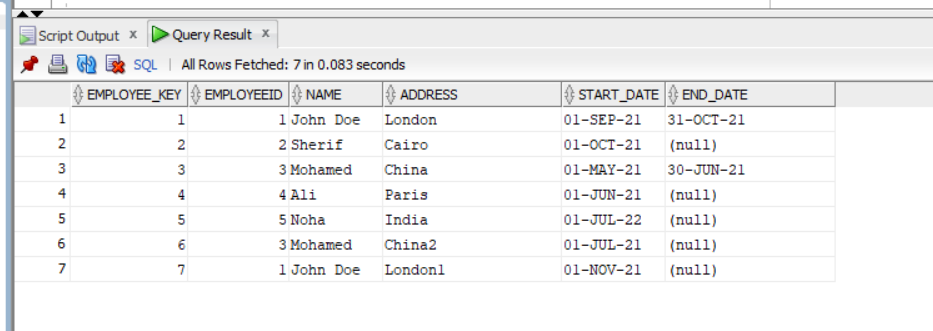 Script Output x Query Result x
SQL | All Rows Fetched: 7 in 0.083 seconds
EMPLOYEE_KEY EMPLOYEEID NAME ADDRESS START_DATE END_DATE
1 1 1 John Doe London 01-SEP-21 31-OCT-21
2 2 2 Sherif Cairo 01-OCT-21 (null)
3 3 3 Mohamed China 01-MAY-21 30-JUN-21
4 4 4 Ali Paris 01-JUN-21 (null)
5 5 5 Noha India 01-JUL-22 (null)
6 6 3 Mohamed China2 01-JUL-21 (null)
7 7 1 John Doe London1 01-NOV-21 (null)